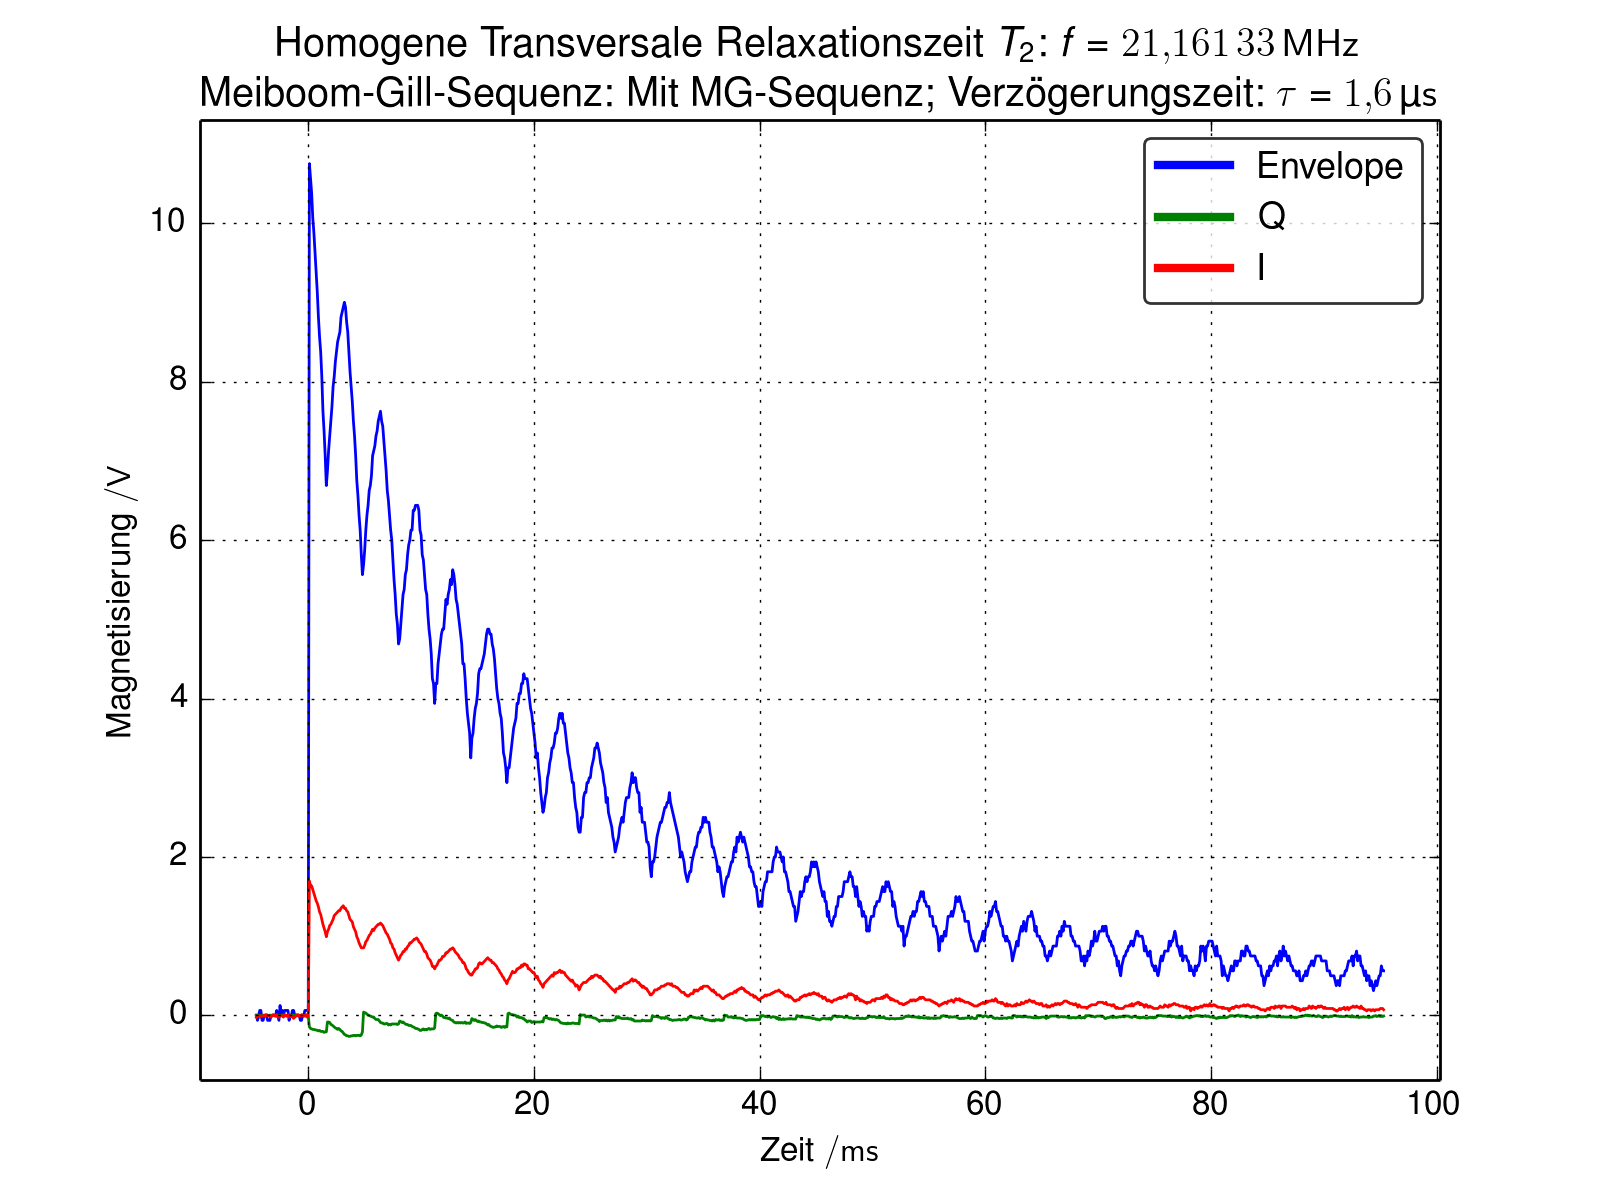 Homogene Transversale Relaxationszeit T₂: f = 21,161 33 MHz
Meiboom-Gill-Sequenz: Mit MG-Sequenz; Verzögerungszeit: τ = 1,6 µs
Envelope
Q
I
10
8
6
4
2
0
Magnetisierung /V
0 20 40 60 80 100
Zeit /ms